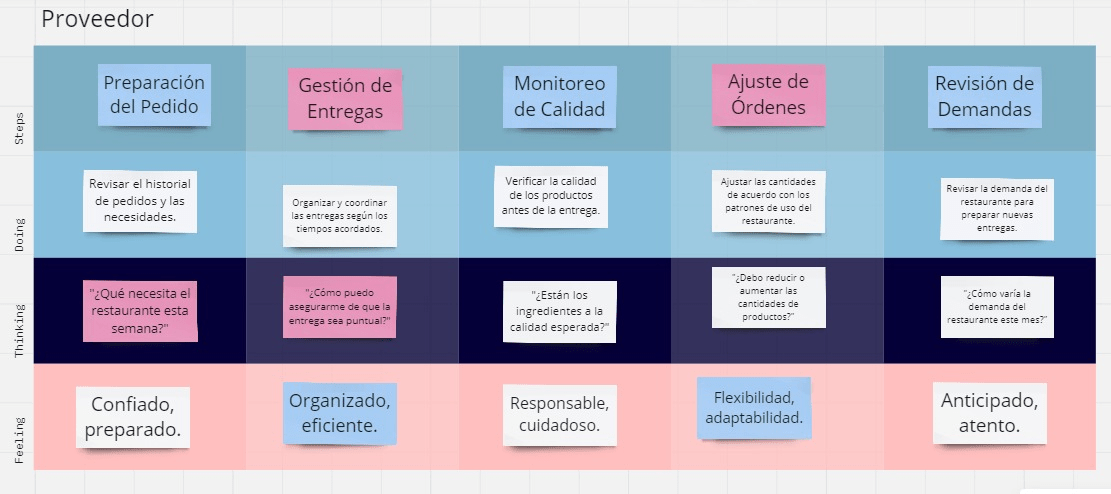 Proveedor
Steps
Preparación
del Pedido
Gestión de
Entregas
Monitoreo
de Calidad
Ajuste de
Órdenes
Revisión de
Demandas
Doing
Revisar el historial
de pedidos y las
necesidades.
Organizar y coordinar
las entregas según los
tiempos acordados.
Verificar la calidad
de los productos
antes de la entrega.
Ajustar las cantidades
de acuerdo con los
patrones de uso del
restaurante.
Revisar la demanda del
restaurante para
preparar nuevas
entregas.
Thinking
"¿Qué necesita el
restaurante esta
semana?"
"¿Cómo puedo
asegurarme de que la
entrega sea puntual?"
"¿Están los
ingredientes a la
calidad esperada?"
"¿Debo reducir o
aumentar las
cantidades de
productos?"
"¿Cómo varía la
demanda del
restaurante este mes?"
Feeling
Confiado,
preparado.
Organizado,
eficiente.
Responsable,
cuidadoso.
Flexibilidad,
adaptabilidad.
Anticipado,
atento.